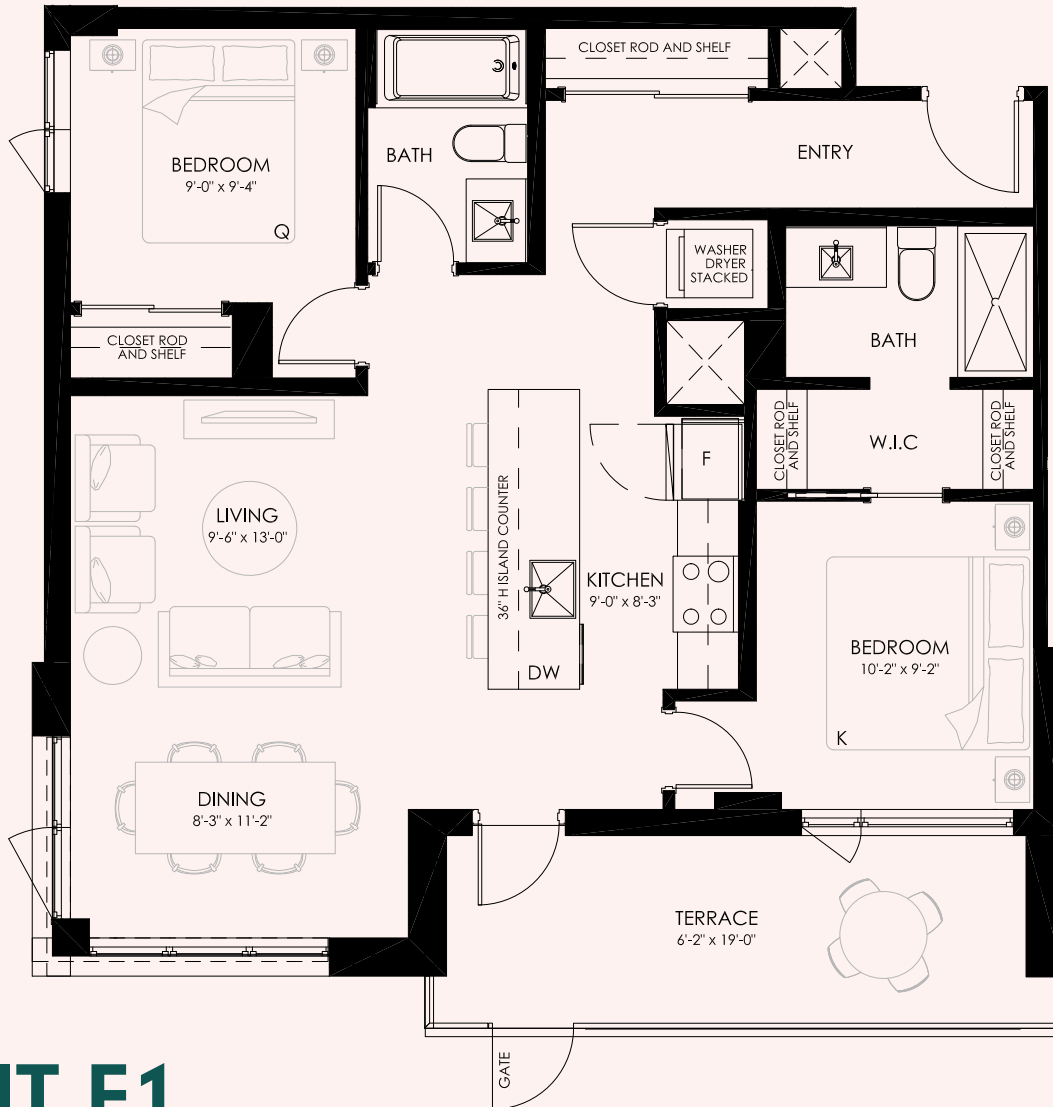 CLOSET ROD AND SHELF
BEDROOM
9'-0" x 9'-4"
Q
BATH
ENTRY
WASHER
DRYER
STACKED
CLOSET ROD
AND SHELF
BATH
CLOSET ROD
AND SHELF
W.I.C
CLOSET ROD
AND SHELF
F
LIVING
9'-6" x 13'-0"
36" H ISLAND COUNTER
KITCHEN
9'-0" x 8'-3"
DW
BEDROOM
10'-2" x 9'-2"
K
DINING
8'-3" x 11'-2"
TERRACE
6'-2" x 19'-0"
GATE